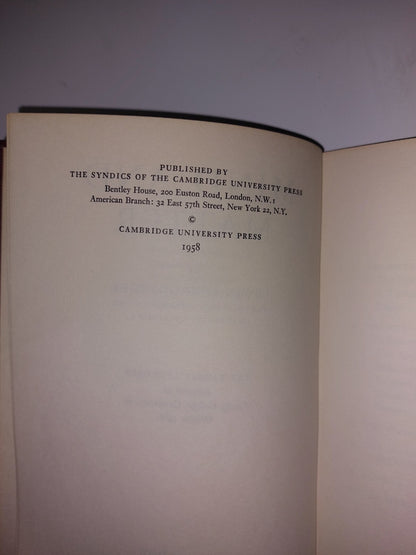 PUBLISHED BY
THE SYNDICS OF THE CAMBRIDGE UNIVERSITY PRESS
Bentley House, 200 Euston Road, London, N.W. 1
American Branch: 32 East 57th Street, New York 22, N.Y.
©
CAMBRIDGE UNIVERSITY PRESS
1958